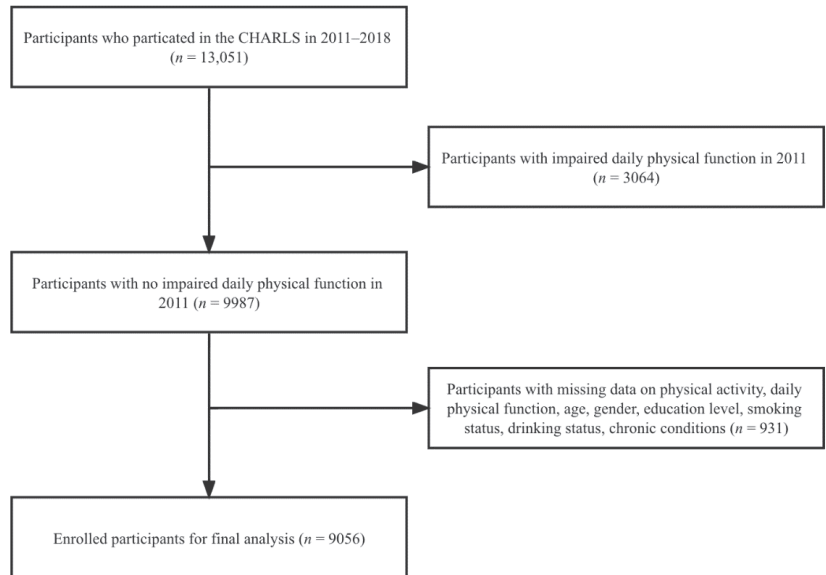 Participants who particated in the CHARLS in 2011–2018
(n = 13,051)
Participants with impaired daily physical function in 2011
(n = 3064)
Participants with no impaired daily physical function in
2011 (n = 9987)
Participants with missing data on physical activity, daily
physical function, age, gender, education level, smoking
status, drinking status, chronic conditions (n = 931)
Enrolled participants for final analysis (n = 9056)